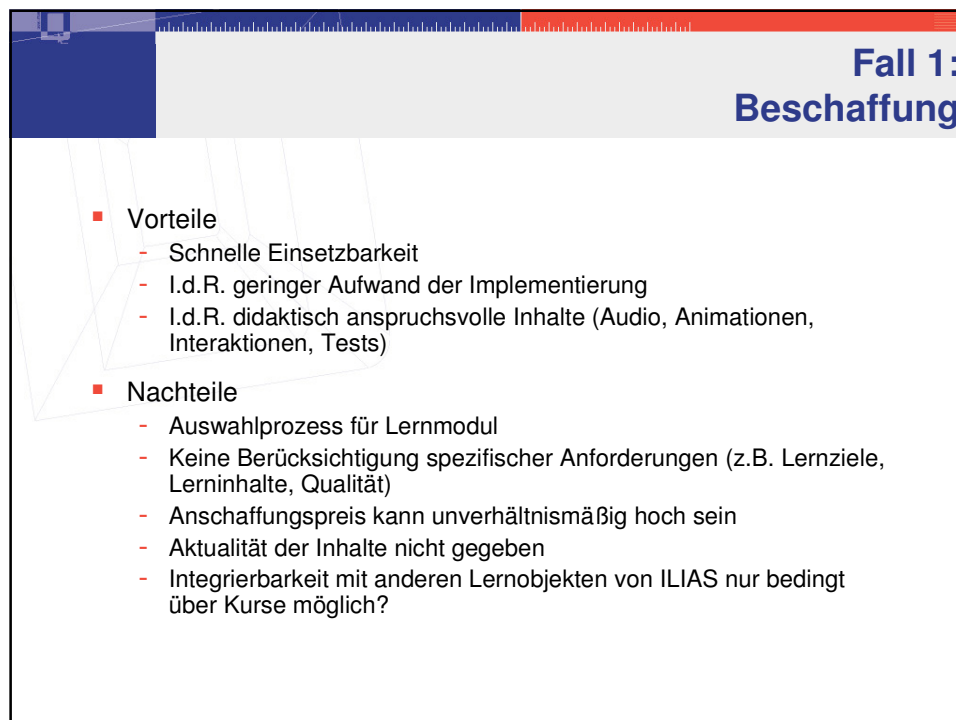 Fall 1:
Beschaffung
▪ Vorteile
- Schnelle Einsetzbarkeit
- I.d.R. geringer Aufwand der Implementierung
- I.d.R. didaktisch anspruchsvolle Inhalte (Audio, Animationen,
Interaktionen, Tests)
▪ Nachteile
- Auswahlprozess für Lernmodul
- Keine Berücksichtigung spezifischer Anforderungen (z.B. Lernziele,
Lerninhalte, Qualität)
- Anschaffungspreis kann unverhältnismäßig hoch sein
- Aktualität der Inhalte nicht gegeben
- Integrierbarkeit mit anderen Lernobjekten von ILIAS nur bedingt
über Kurse möglich?